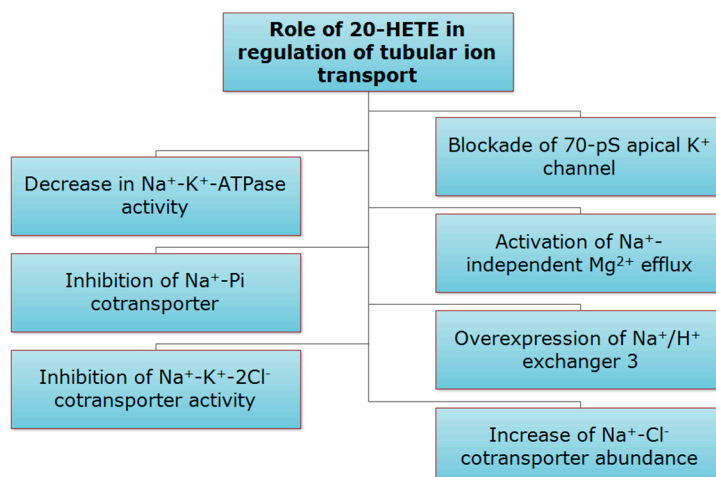 Role of 20-HETE in
regulation of tubular ion
transport
Blockade of 70-pS apical K⁺
channel
Decrease in Na⁺-K⁺-ATPase
activity
Activation of Na⁺-
independent Mg²⁺ efflux
Inhibition of Na⁺-Pi
cotransporter
Overexpression of Na⁺/H⁺
exchanger 3
Inhibition of Na⁺-K⁺-2Cl⁻
cotransporter activity
Increase of Na⁺-Cl⁻
cotransporter abundance